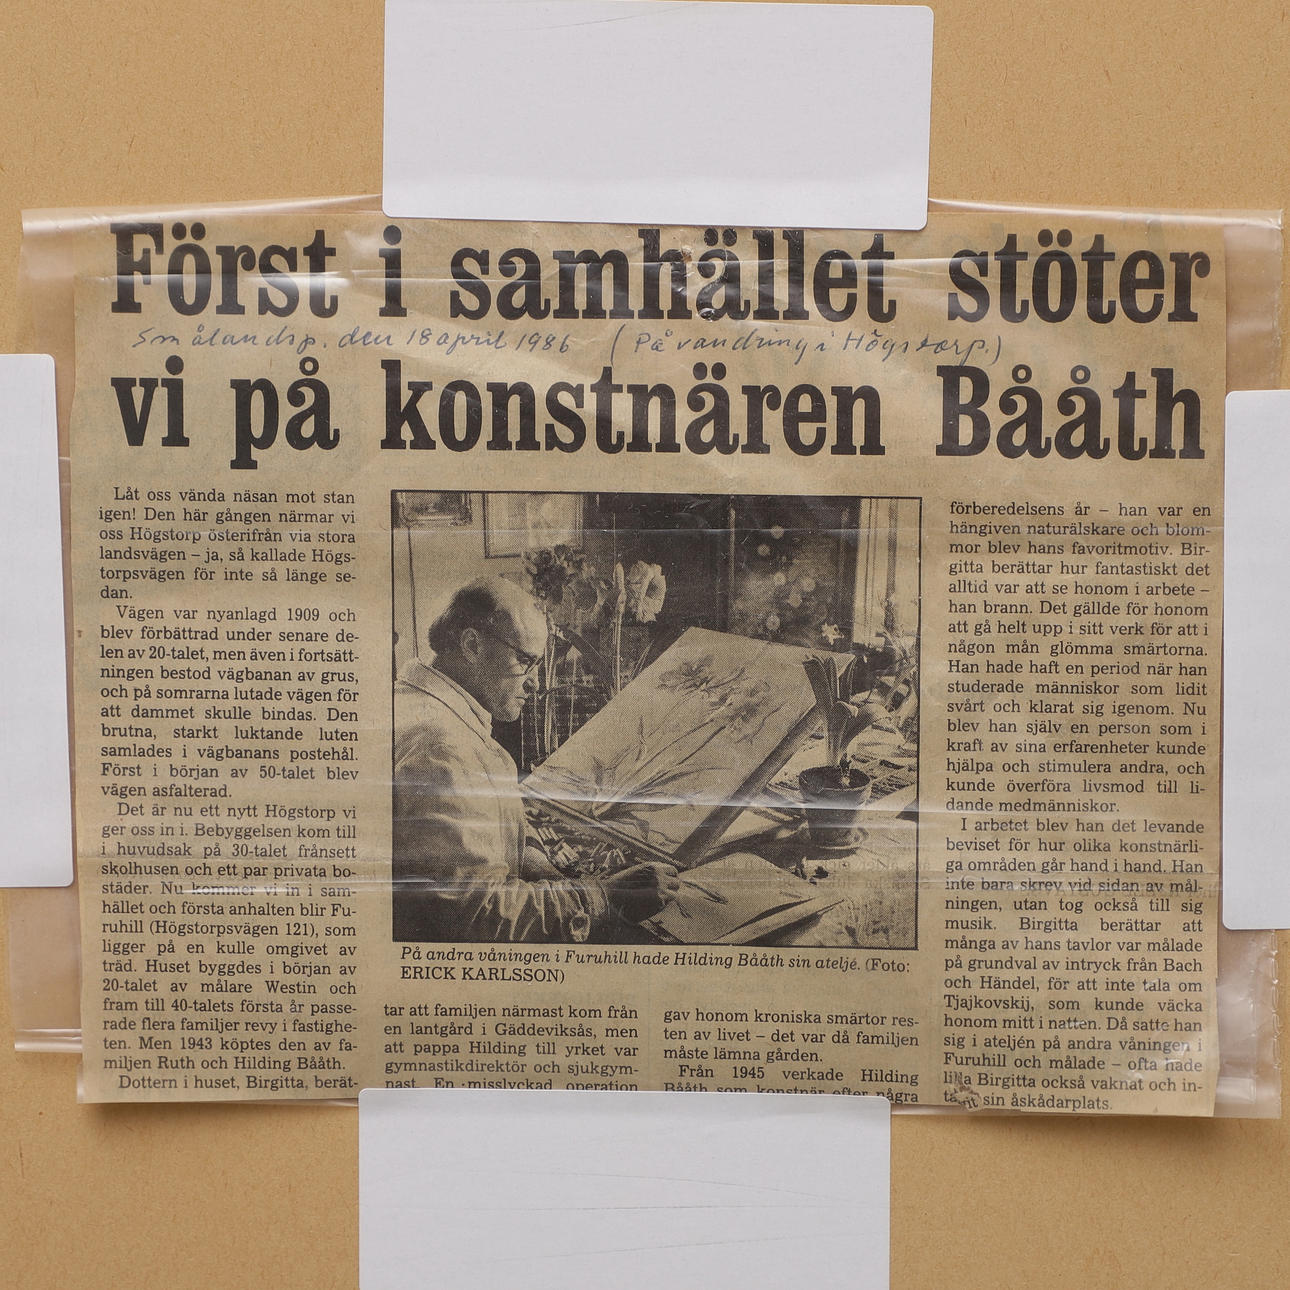 Först i samhället stöter
Smålandsp. den 18 april 1986 (På vandring i Högstorp.)
vi på konstnären Bååth
Låt oss vända näsan mot stan
igen! Den här gången närmar vi
oss Högstorp österifrån via stora
landsvägen – ja, så kallade Högs-
torpsvägen för inte så länge se-
dan.
Vägen var nyanlagd 1909 och
blev förbättrad under senare de-
len av 20-talet, men även i fortsätt-
ningen bestod vägbanan av grus,
och på somrarna lutade vägen för
att dammet skulle bindas. Den
brutna, starkt luktande luten
samlades i vägbanans postehål.
Först i början av 50-talet blev
vägen asfalterad.
Det är nu ett nytt Högstorp vi
ger oss in i. Bebyggelsen kom till
i huvudsak på 30-talet frånsett
skolhusen och ett par privata bo-
städer. Nu kommer vi in i sam-
hället och första anhalten blir Fu-
ruhill (Högstorpsvägen 121), som
ligger på en kulle omgivet av
träd. Huset byggdes i början av
20-talet av målare Westin och
fram till 40-talets första år passe-
rade flera familjer revy i fastighe-
ten. Men 1943 köptes den av fa-
miljen Ruth och Hilding Bååth.
Dottern i huset, Birgitta, berät-
På andra våningen i Furuhill hade Hilding Bååth sin ateljé. (Foto:
ERICK KARLSSON)
tar att familjen närmast kom från
en lantgård i Gäddeviksås, men
att pappa Hilding till yrket var
gymnastikdirektör och sjukgym-
nast. En misslyckad operation
gav honom kroniska smärtor res-
ten av livet – det var då familjen
måste lämna gården.
Från 1945 verkade Hilding
Bååth som konstnär efter några
förberedelsens år – han var en
hängiven naturälskare och blom-
mor blev hans favoritmotiv. Bir-
gitta berättar hur fantastiskt det
alltid var att se honom i arbete –
han brann. Det gällde för honom
att gå helt upp i sitt verk för att i
någon mån glömma smärtorna.
Han hade haft en period när han
studerade människor som lidit
svårt och klarat sig igenom. Nu
blev han själv en person som i
kraft av sina erfarenheter kunde
hjälpa och stimulera andra, och
kunde överföra livsmod till li-
dande medmänniskor.
I arbetet blev han det levande
beviset för hur olika konstnärli-
ga områden går hand i hand. Han
inte bara skrev vid sidan av mål-
ningen, utan tog också till sig
musik. Birgitta berättar att
många av hans tavlor var målade
på grundval av intryck från Bach
och Händel, för att inte tala om
Tjajkovskij, som kunde väcka
honom mitt i natten. Då satte han
sig i ateljén på andra våningen i
Furuhill och målade – ofta hade
lilla Birgitta också vaknat och in-
sin åskådarplats.